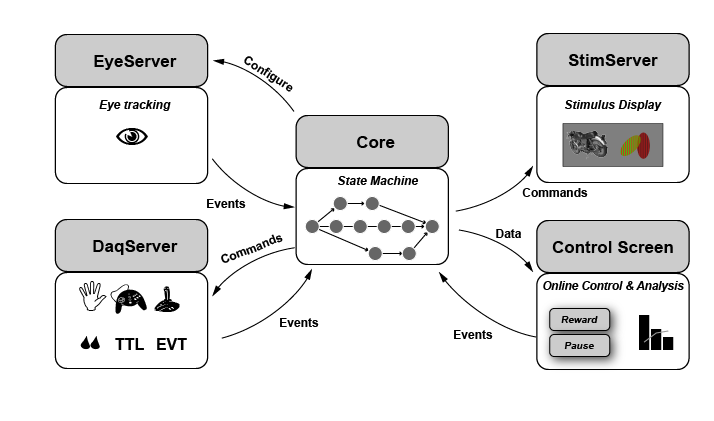 EyeServer
Eye tracking
Configure
Events
Core
State Machine
StimServer
Stimulus Display
Commands
DaqServer
TTL EVT
Commands
Events
Data
Events
Control Screen
Online Control & Analysis
Reward
Pause